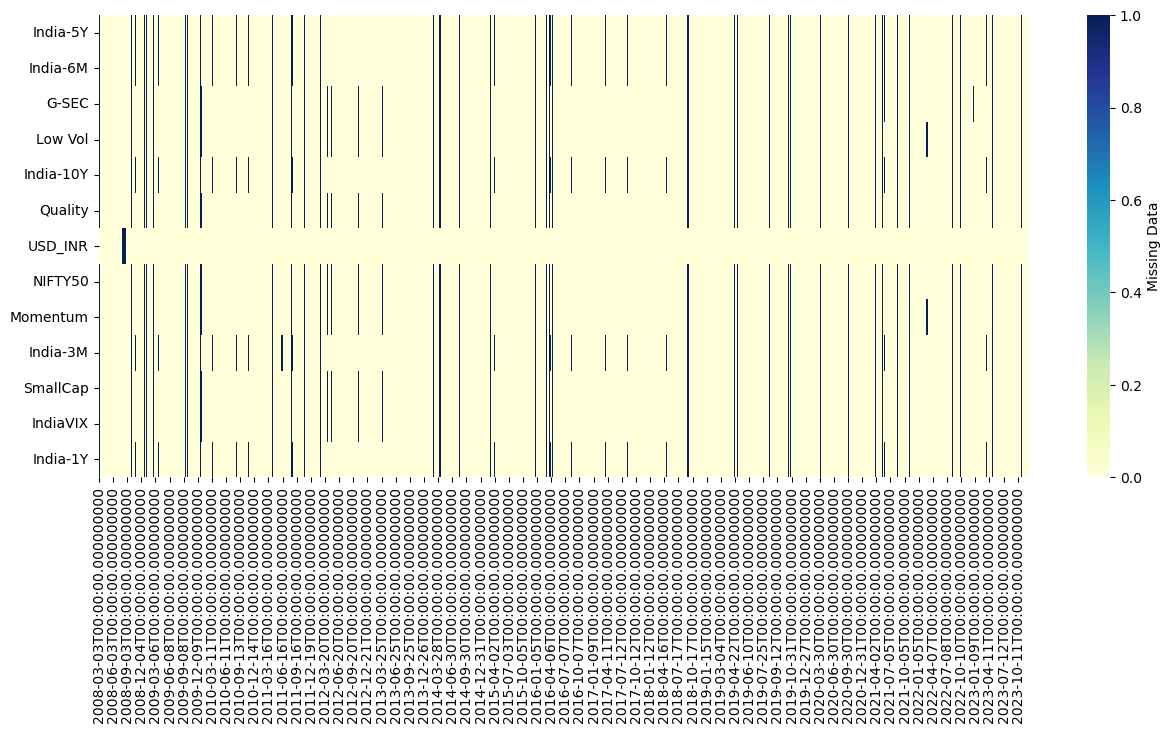 India-5Y
India-6M
G-SEC
Low Vol
India-10Y
Quality
USD_INR
NIFTY50
Momentum
India-3M
SmallCap
IndiaVIX
India-1Y
2008-03-03T00:00:00.000000000
2008-06-03T00:00:00.000000000
2008-09-03T00:00:00.000000000
2008-12-04T00:00:00.000000000
2009-03-06T00:00:00.000000000
2009-06-08T00:00:00.000000000
2009-09-08T00:00:00.000000000
2009-12-09T00:00:00.000000000
2010-03-11T00:00:00.000000000
2010-06-11T00:00:00.000000000
2010-09-13T00:00:00.000000000
2010-12-14T00:00:00.000000000
2011-03-16T00:00:00.000000000
2011-06-16T00:00:00.000000000
2011-09-16T00:00:00.000000000
2011-12-19T00:00:00.000000000
2012-03-20T00:00:00.000000000
2012-06-20T00:00:00.000000000
2012-09-20T00:00:00.000000000
2012-12-21T00:00:00.000000000
2013-03-25T00:00:00.000000000
2013-06-25T00:00:00.000000000
2013-09-25T00:00:00.000000000
2013-12-26T00:00:00.000000000
2014-03-28T00:00:00.000000000
2014-06-30T00:00:00.000000000
2014-09-30T00:00:00.000000000
2014-12-31T00:00:00.000000000
2015-04-02T00:00:00.000000000
2015-07-03T00:00:00.000000000
2015-10-05T00:00:00.000000000
2016-01-05T00:00:00.000000000
2016-04-06T00:00:00.000000000
2016-07-07T00:00:00.000000000
2016-10-07T00:00:00.000000000
2017-01-09T00:00:00.000000000
2017-04-11T00:00:00.000000000
2017-07-12T00:00:00.000000000
2017-10-12T00:00:00.000000000
2018-01-12T00:00:00.000000000
2018-04-16T00:00:00.000000000
2018-07-17T00:00:00.000000000
2018-10-17T00:00:00.000000000
2019-01-15T00:00:00.000000000
2019-03-04T00:00:00.000000000
2019-04-22T00:00:00.000000000
2019-06-10T00:00:00.000000000
2019-07-25T00:00:00.000000000
2019-10-31T00:00:00.000000000
2019-12-27T00:00:00.000000000
2020-03-30T00:00:00.000000000
2020-06-30T00:00:00.000000000
2020-09-30T00:00:00.000000000
2020-12-31T00:00:00.000000000
2021-04-02T00:00:00.000000000
2021-07-05T00:00:00.000000000
2021-10-05T00:00:00.000000000
2022-01-05T00:00:00.000000000
2022-04-07T00:00:00.000000000
2022-07-08T00:00:00.000000000
2022-10-10T00:00:00.000000000
2023-01-09T00:00:00.000000000
2023-04-11T00:00:00.000000000
2023-07-12T00:00:00.000000000
2023-10-11T00:00:00.000000000
1.0
0.8
0.6
0.4
0.2
0.0
Missing Data